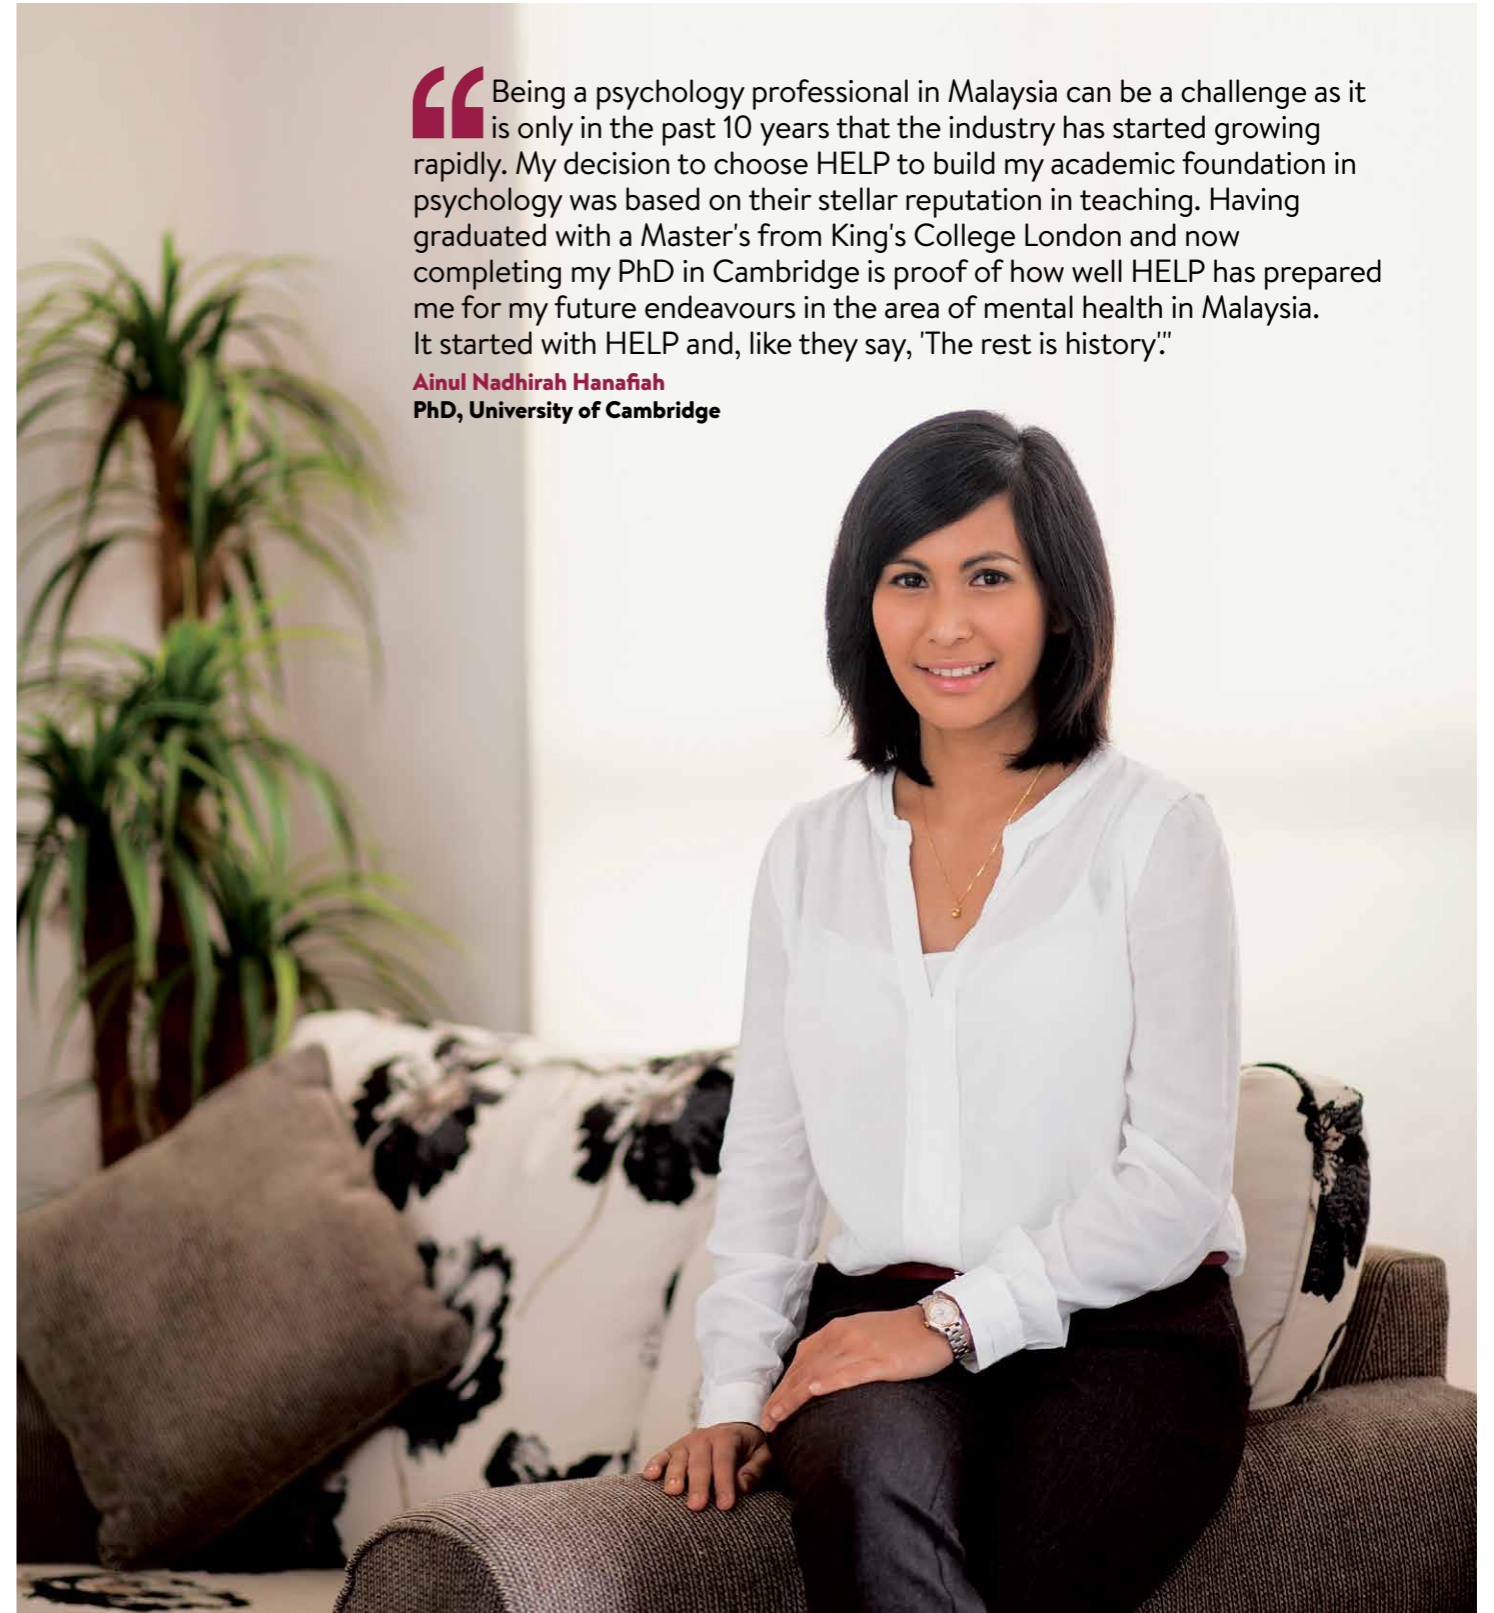 “Being a psychology professional in Malaysia can be a challenge as it
is only in the past 10 years that the industry has started growing
rapidly. My decision to choose HELP to build my academic foundation in
psychology was based on their stellar reputation in teaching. Having
graduated with a Master's from King's College London and now
completing my PhD in Cambridge is proof of how well HELP has prepared
me for my future endeavours in the area of mental health in Malaysia.
It started with HELP and, like they say, 'The rest is history'."
Ainul Nadhirah Hanafiah
PhD, University of Cambridge